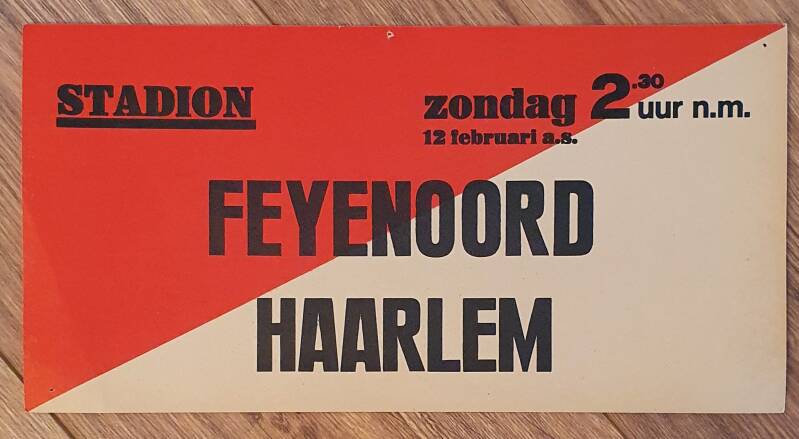 STADION
zondag 2.30 uur n.m.
12 februari a.s.
FEYENOORD
HAARLEM